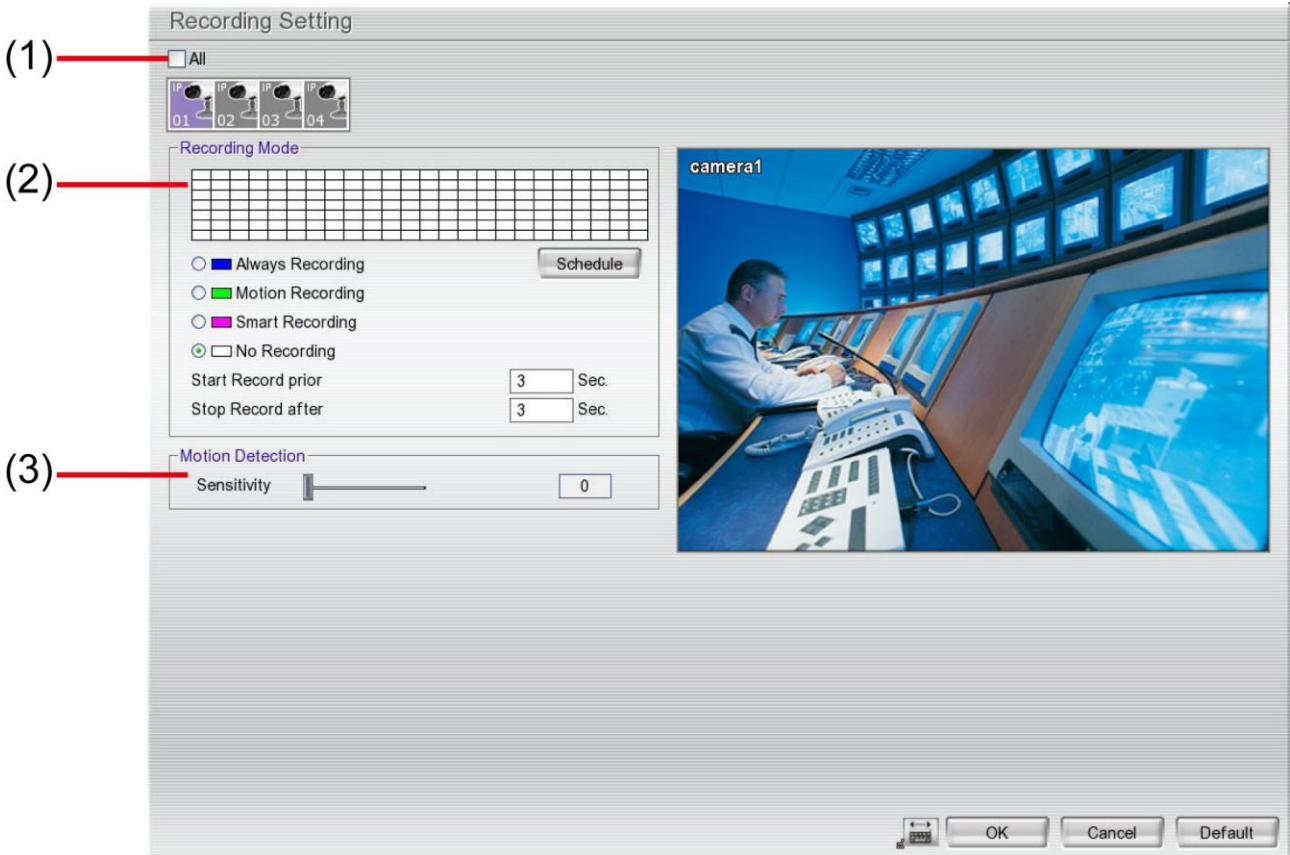 Recording Setting
(1)
All
IP IP IP IP
01 02 03 04
Recording Mode
(2)
camera1
Always Recording
Schedule
Motion Recording
Smart Recording
No Recording
Start Record prior 3 Sec.
Stop Record after 3 Sec.
Motion Detection
(3)
Sensitivity 0
OK Cancel Default